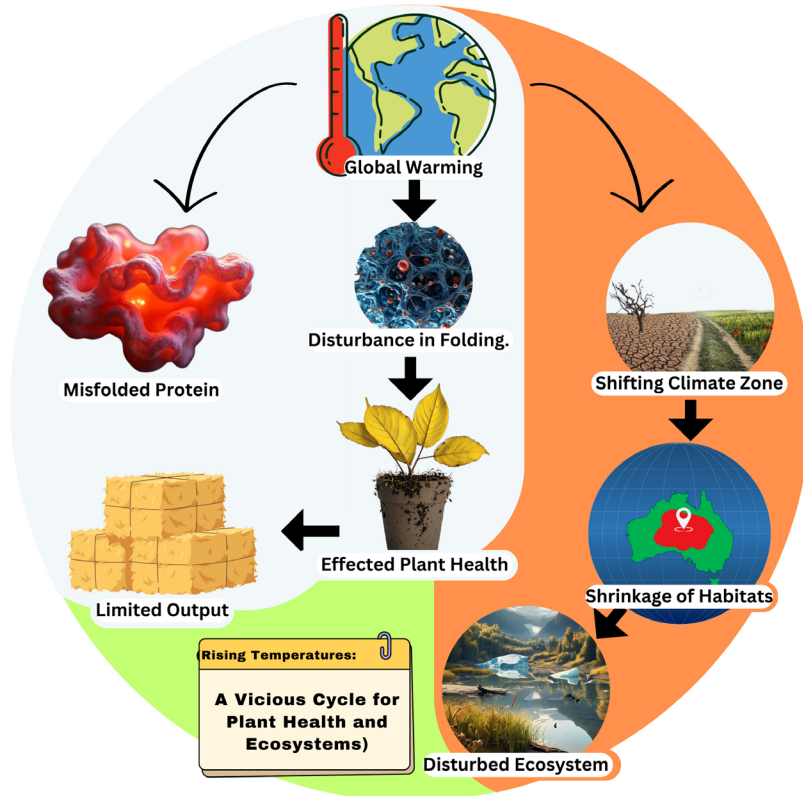 Global Warming
Disturbance in Folding.
Misfolded Protein
Shifting Climate Zone
Effected Plant Health
Limited Output
Shrinkage of Habitats
(Rising Temperatures:
A Vicious Cycle for
Plant Health and
Ecosystems)
Disturbed Ecosystem